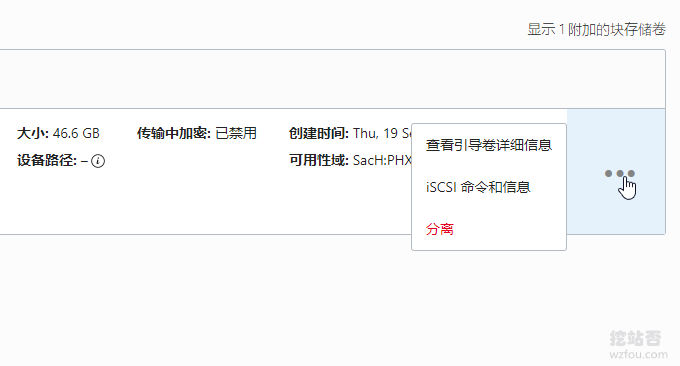 显示 1 附加的块存储卷
大小: 46.6 GB 传输中加密: 已禁用 创建时间: Thu, 19 Se
设备路径: – 可用性域: SacH:PHX
查看引导卷详细信息
iSCSI 命令和信息
分离
挖站否
wzfou.com